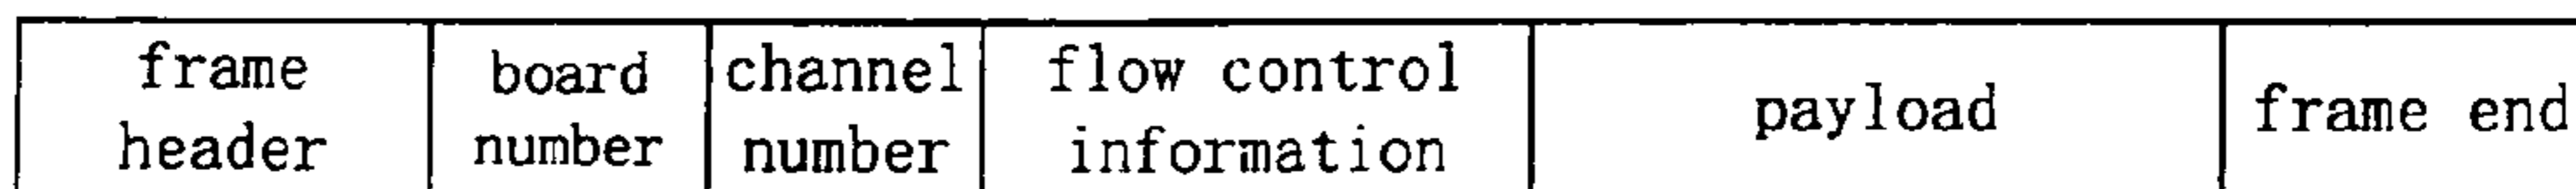 frame
header
board
number
channel
number
flow control
information
payload
frame end